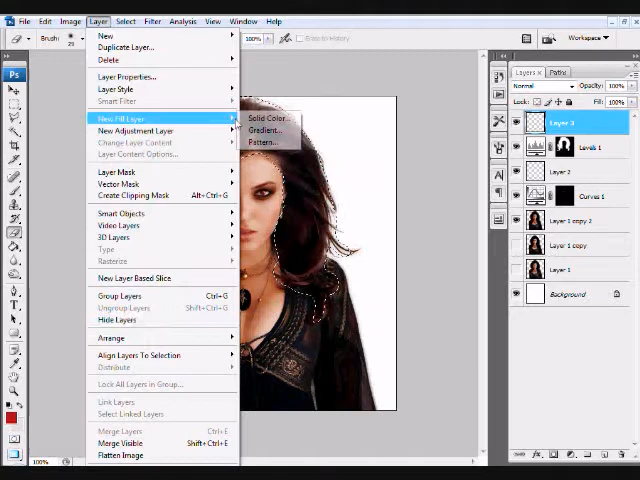 File Edit Image Layer Select Filter Analysis View Window Help
Brush: 29 100% Erase to History Workspace
New
Duplicate Layer...
Delete
Layer Properties...
Layer Style
Smart Filter
New Fill Layer
New Adjustment Layer
Change Layer Content
Layer Content Options...
Layer Mask
Vector Mask
Create Clipping Mask Alt+Ctrl+G
Smart Objects
Video Layers
3D Layers
Type
Rasterize
New Layer Based Slice
Group Layers Ctrl+G
Ungroup Layers Shift+Ctrl+G
Hide Layers
Arrange
Align Layers To Selection
Distribute
Lock All Layers in Group...
Link Layers
Select Linked Layers
Merge Layers Ctrl+E
Merge Visible Shift+Ctrl+E
Flatten Image
Solid Color...
Gradient...
Pattern...
Ps
100%
Layers Paths
Normal Opacity: 100%
Lock: Fill: 100%
Layer 3
Levels 1
Layer 2
Curves 1
Layer 1 copy 2
Layer 1 copy
Layer 1
Background